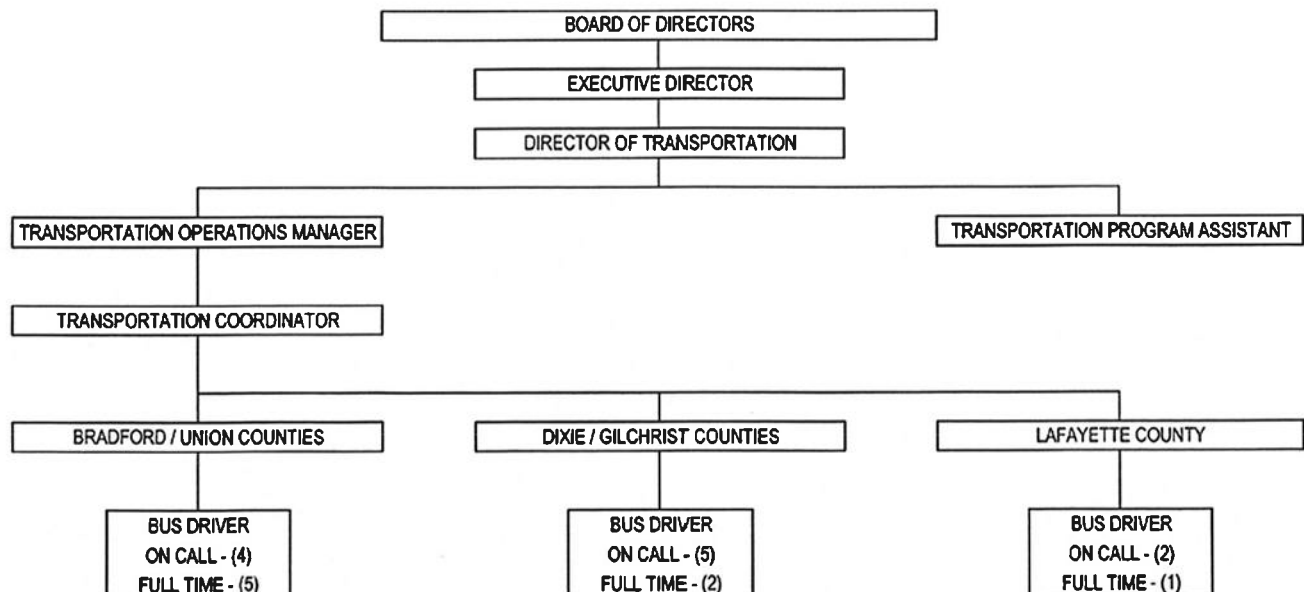 BOARD OF DIRECTORS
EXECUTIVE DIRECTOR
DIRECTOR OF TRANSPORTATION
TRANSPORTATION OPERATIONS MANAGER
TRANSPORTATION PROGRAM ASSISTANT
TRANSPORTATION COORDINATOR
BRADFORD / UNION COUNTIES
DIXIE / GILCHRIST COUNTIES
LAFAYETTE COUNTY
BUS DRIVER
ON CALL - (4)
FULL TIME - (5)
BUS DRIVER
ON CALL - (5)
FULL TIME - (2)
BUS DRIVER
ON CALL - (2)
FULL TIME - (1)